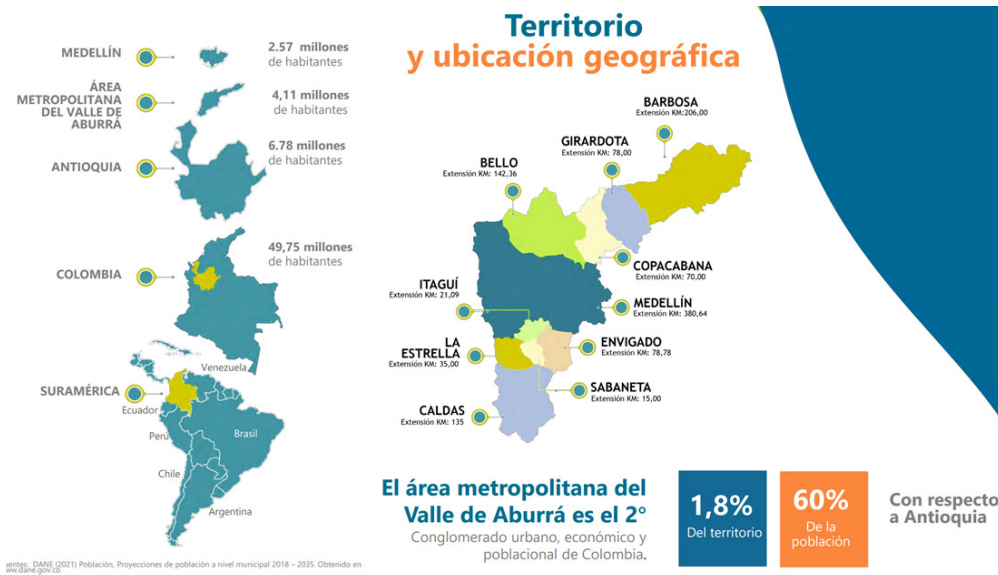 Territorio
y ubicación geográfica
MEDELLÍN
2.57 millones
de habitantes
ÁREA
METROPOLITANA
DEL VALLE DE
ABURRÁ
4,11 millones
de habitantes
ANTIOQUIA
6.78 millones
de habitantes
COLOMBIA
49,75 millones
de habitantes
SURAMÉRICA
Venezuela
Ecuador
Perú
Brasil
Chile
Argentina
BARBOSA
Extensión KM:206,00
GIRARDOTA
Extensión KM: 78,00
BELLO
Extensión KM: 142,36
COPACABANA
Extensión KM: 70,00
ITAGUÍ
Extensión KM: 21,09
MEDELLÍN
Extensión KM: 380,64
LA
ESTRELLA
Extensión KM: 35,00
ENVIGADO
Extensión KM: 78,78
SABANETA
Extensión KM: 15,00
CALDAS
Extensión KM: 135
El área metropolitana del
Valle de Aburrá es el 2°
Conglomerado urbano, económico y
poblacional de Colombia.
1,8%
Del territorio
60%
De la
población
Con respecto
a Antioquia
uentes: DANE (2021) Población, Proyecciones de población a nivel municipal 2018 – 2035. Obtenido en
ww.dane.gov.co